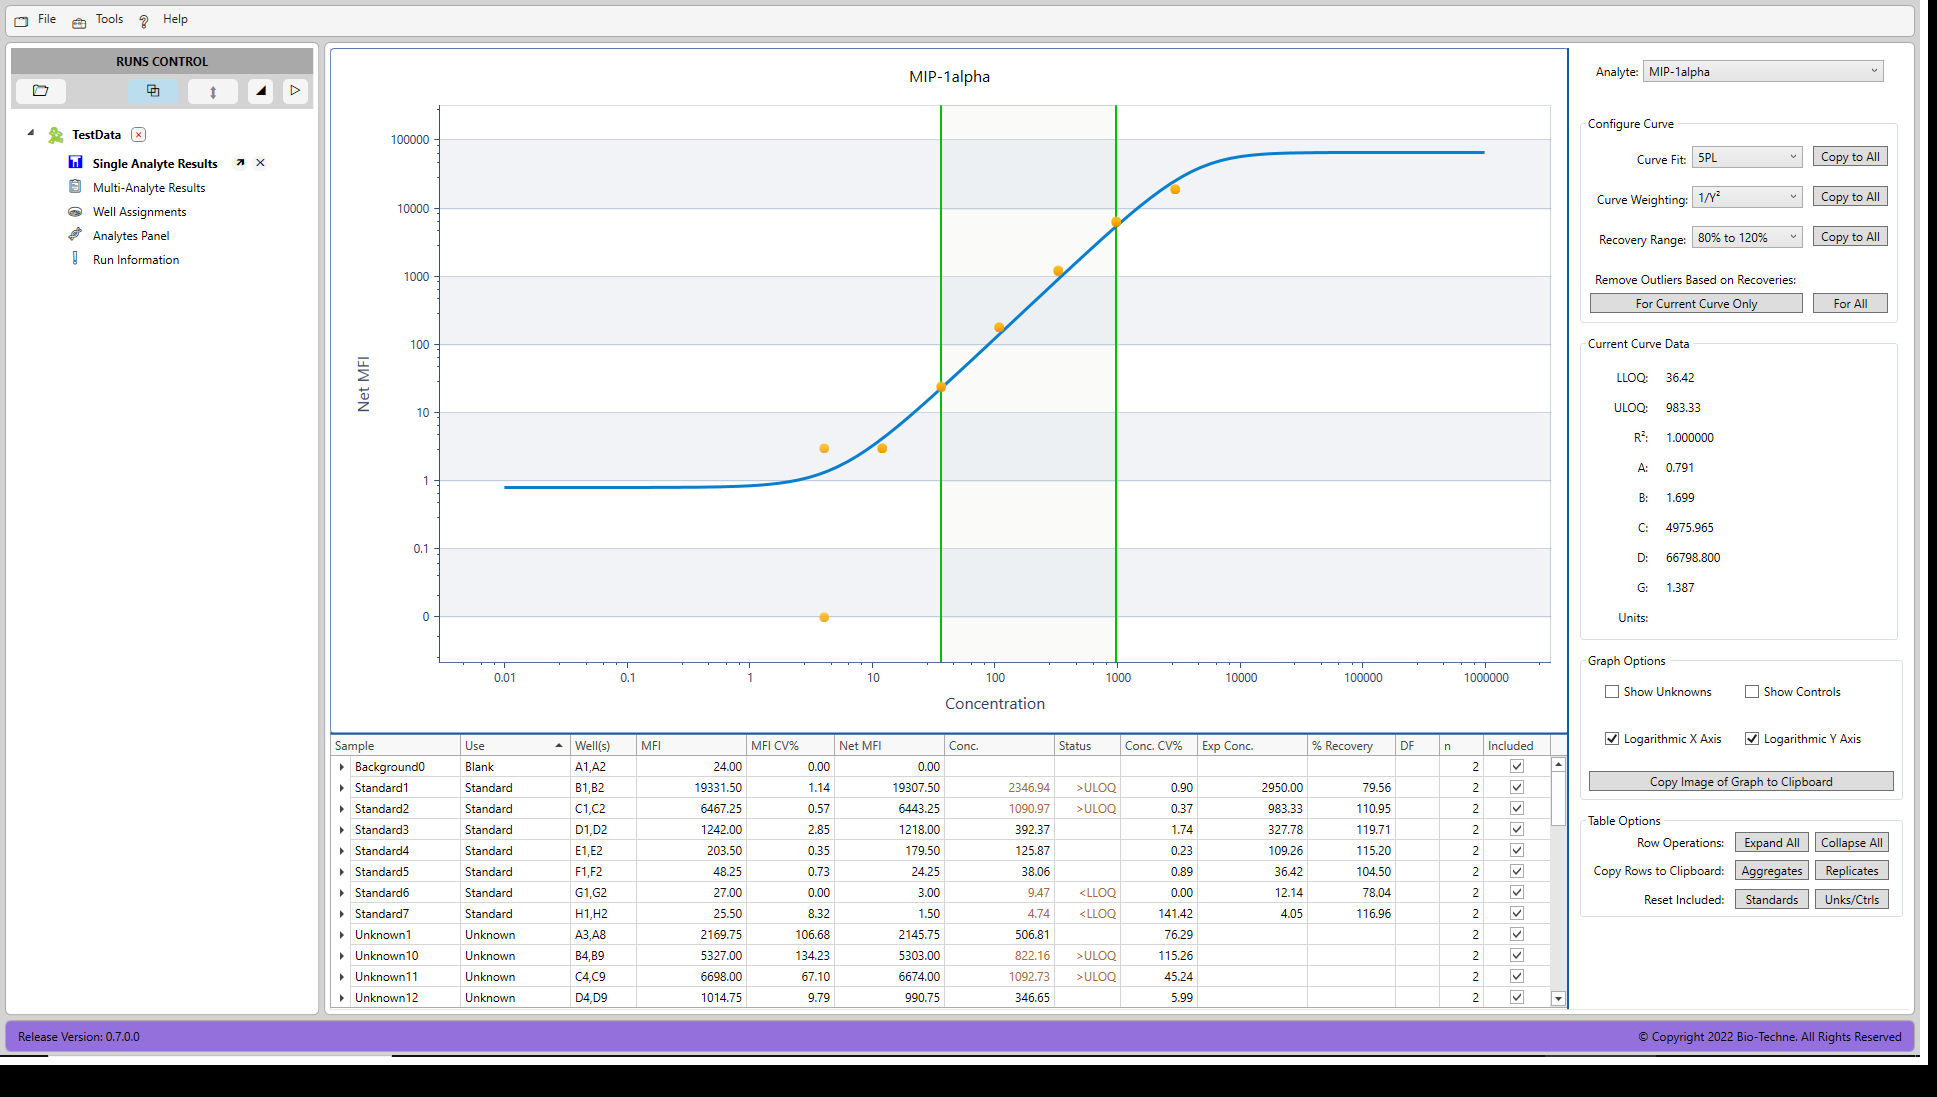 File Tools Help
RUNS CONTROL
TestData
Single Analyte Results
Multi-Analyte Results
Well Assignments
Analytes Panel
Run Information
MIP-1alpha
Net MFI
100000
10000
1000
100
10
1
0.1
0
0.01 0.1 1 10 100 1000 10000 100000 1000000
Concentration
Sample Use Well(s) MFI MFI CV% Net MFI Conc. Status Conc. CV% Exp Conc. % Recovery DF n Included
Background0 Blank A1,A2 24.00 0.00 0.00 2
Standard1 Standard B1,B2 19331.50 1.14 19307.50 2346.94 >ULOQ 0.90 2950.00 79.56 2
Standard2 Standard C1,C2 6467.25 0.57 6443.25 1090.97 >ULOQ 0.37 983.33 110.95 2
Standard3 Standard D1,D2 1242.00 2.85 1218.00 392.37 1.74 327.78 119.71 2
Standard4 Standard E1,E2 203.50 0.35 179.50 125.87 0.23 109.26 115.20 2
Standard5 Standard F1,F2 48.25 0.73 24.25 38.06 0.89 36.42 104.50 2
Standard6 Standard G1,G2 27.00 0.00 3.00 9.47 <LLOQ 0.00 12.14 78.04 2
Standard7 Standard H1,H2 25.50 8.32 1.50 4.74 <LLOQ 141.42 4.05 116.96 2
Unknown1 Unknown A3,A8 2169.75 106.68 2145.75 506.81 76.29 2
Unknown10 Unknown B4,B9 5327.00 134.23 5303.00 822.16 >ULOQ 115.26 2
Unknown11 Unknown C4,C9 6698.00 67.10 6674.00 1092.73 >ULOQ 45.24 2
Unknown12 Unknown D4,D9 1014.75 9.79 990.75 346.65 5.99 2
Analyte: MIP-1alpha
Configure Curve
Curve Fit: 5PL Copy to All
Curve Weighting: 1/Y² Copy to All
Recovery Range: 80% to 120% Copy to All
Remove Outliers Based on Recoveries:
For Current Curve Only For All
Current Curve Data
LLOQ: 36.42
ULOQ: 983.33
R²: 1.000000
A: 0.791
B: 1.699
C: 4975.965
D: 66798.800
G: 1.387
Units:
Graph Options
Show Unknowns Show Controls
Logarithmic X Axis Logarithmic Y Axis
Copy Image of Graph to Clipboard
Table Options
Row Operations: Expand All Collapse All
Copy Rows to Clipboard: Aggregates Replicates
Reset Included: Standards Unks/Ctrls
Release Version: 0.7.0.0
© Copyright 2022 Bio-Techne. All Rights Reserved